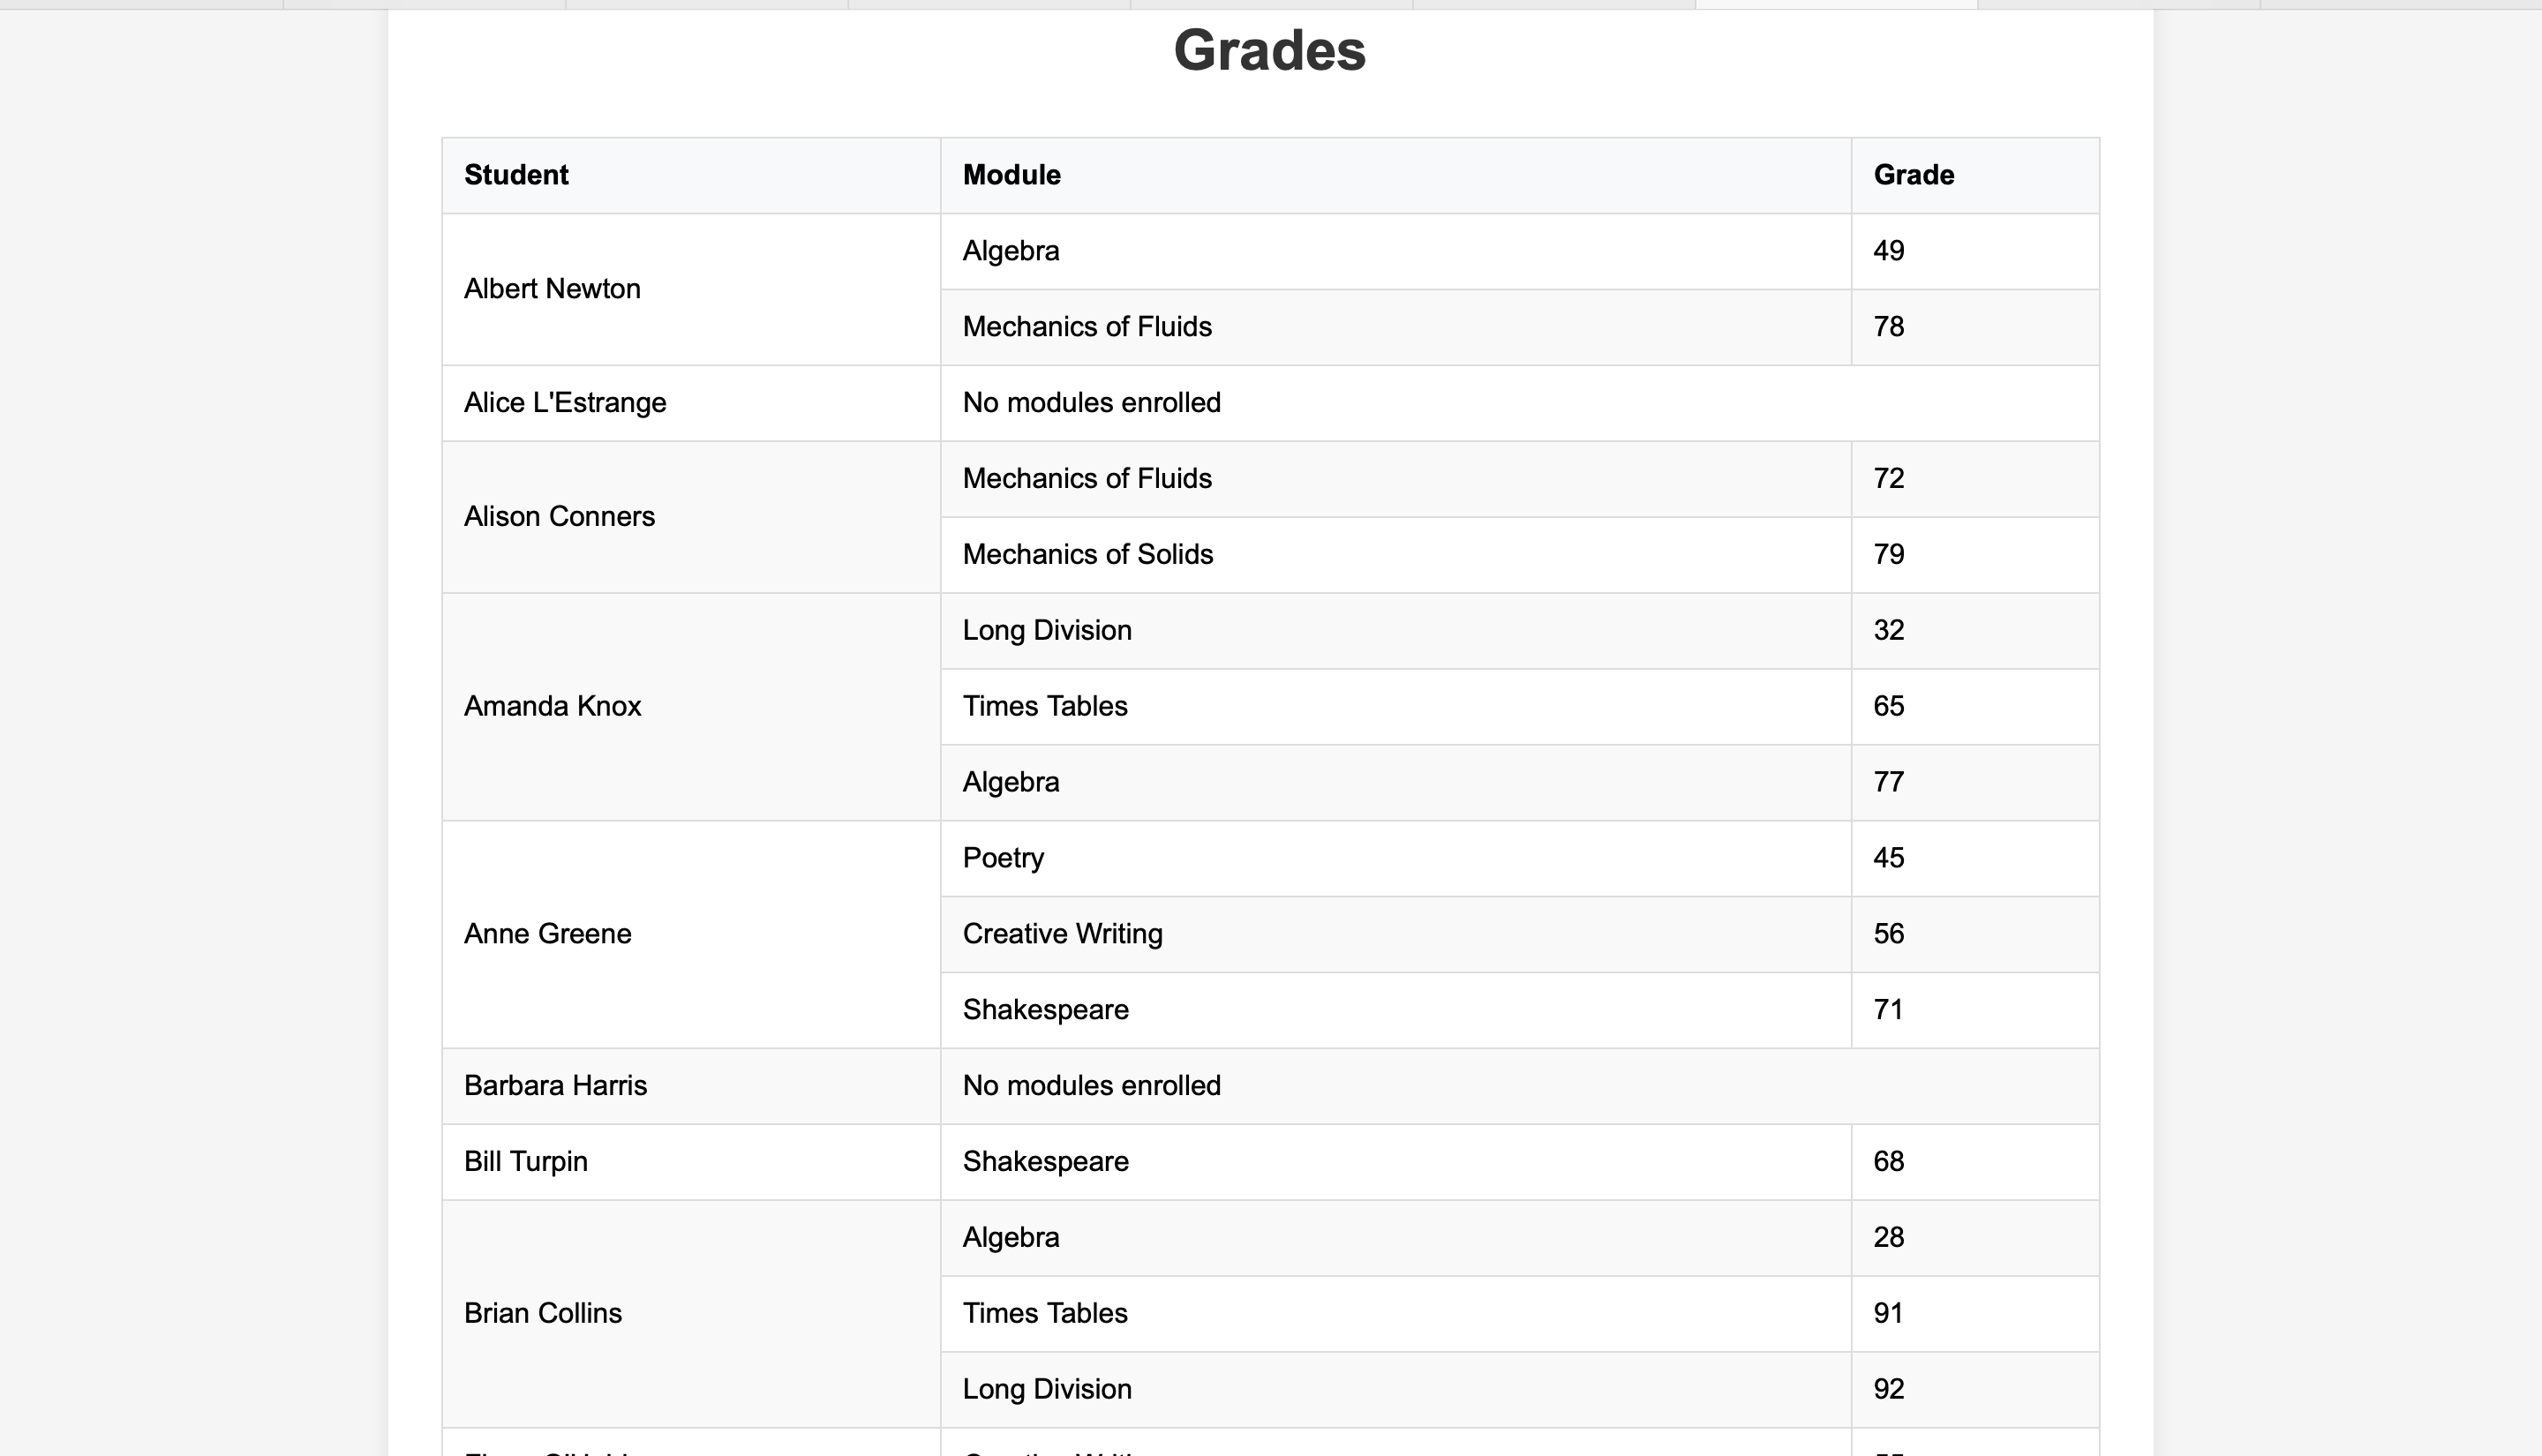 Grades
Student Module Grade
Albert Newton Algebra 49
Mechanics of Fluids 78
Alice L'Estrange No modules enrolled
Alison Conners Mechanics of Fluids 72
Mechanics of Solids 79
Amanda Knox Long Division 32
Times Tables 65
Algebra 77
Anne Greene Poetry 45
Creative Writing 56
Shakespeare 71
Barbara Harris No modules enrolled
Bill Turpin Shakespeare 68
Brian Collins Algebra 28
Times Tables 91
Long Division 92